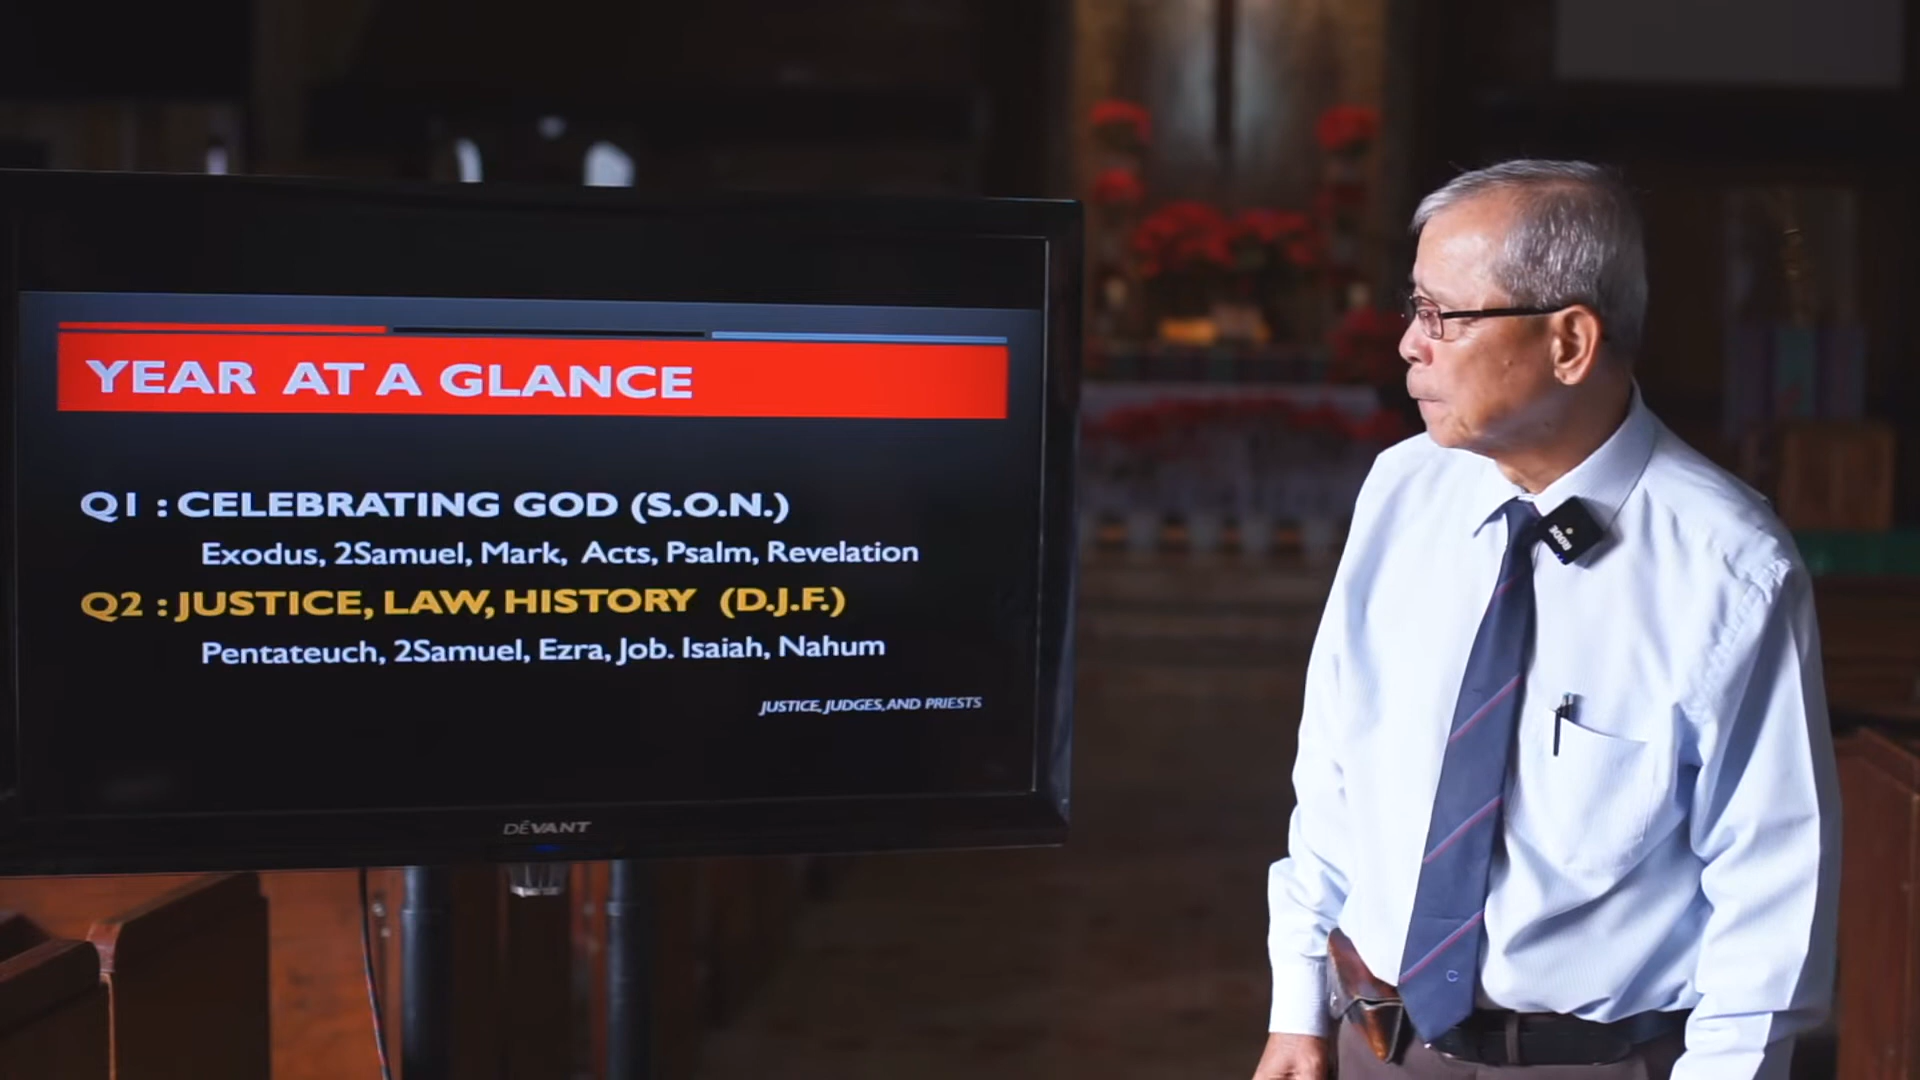 YEAR AT A GLANCE
Q1 : CELEBRATING GOD (S.O.N.)
Exodus, 2Samuel, Mark, Acts, Psalm, Revelation
Q2 : JUSTICE, LAW, HISTORY (D.J.F.)
Pentateuch, 2Samuel, Ezra, Job. Isaiah, Nahum
JUSTICE, JUDGES, AND PRIESTS
DEVANT
RODE
C